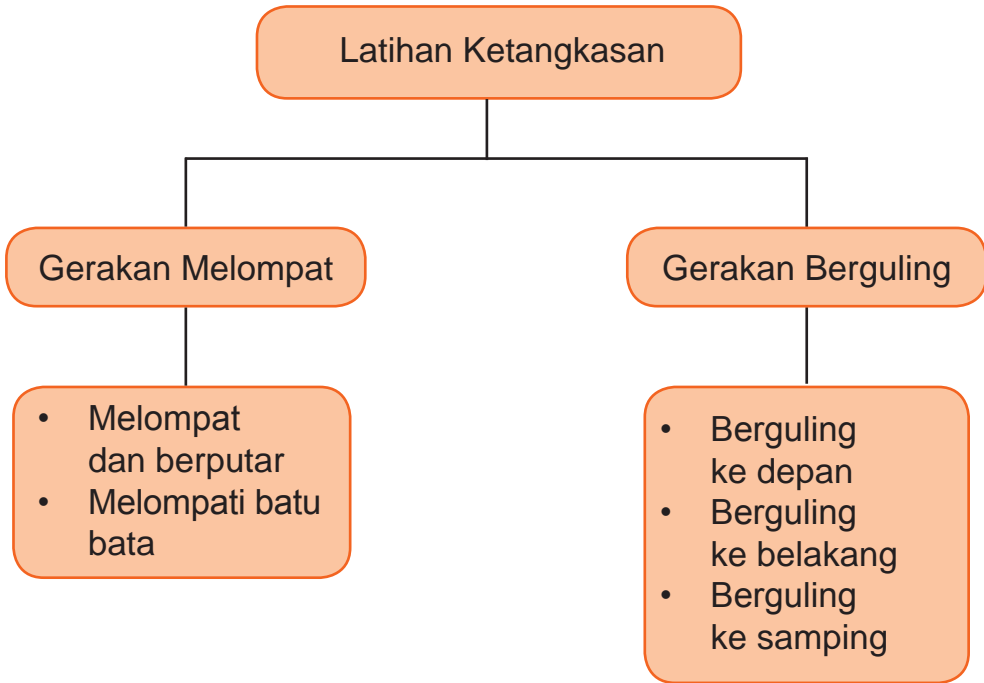 Latihan Ketangkasan
Gerakan Melompat
Gerakan Berguling
• Melompat
dan berputar
• Melompati batu
bata
• Berguling
ke depan
• Berguling
ke belakang
• Berguling
ke samping